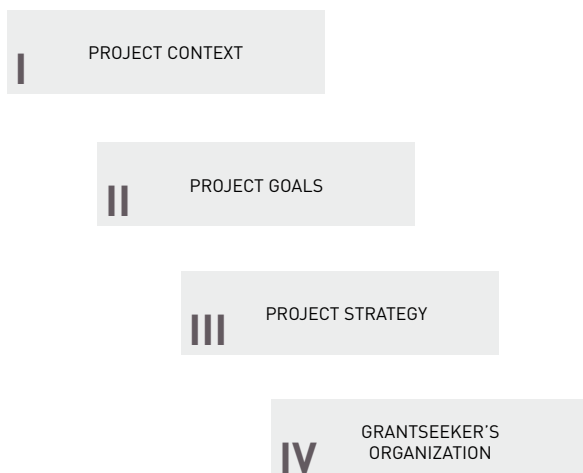 I
PROJECT CONTEXT
II
PROJECT GOALS
III
PROJECT STRATEGY
IV
GRANTSEEKER'S
ORGANIZATION